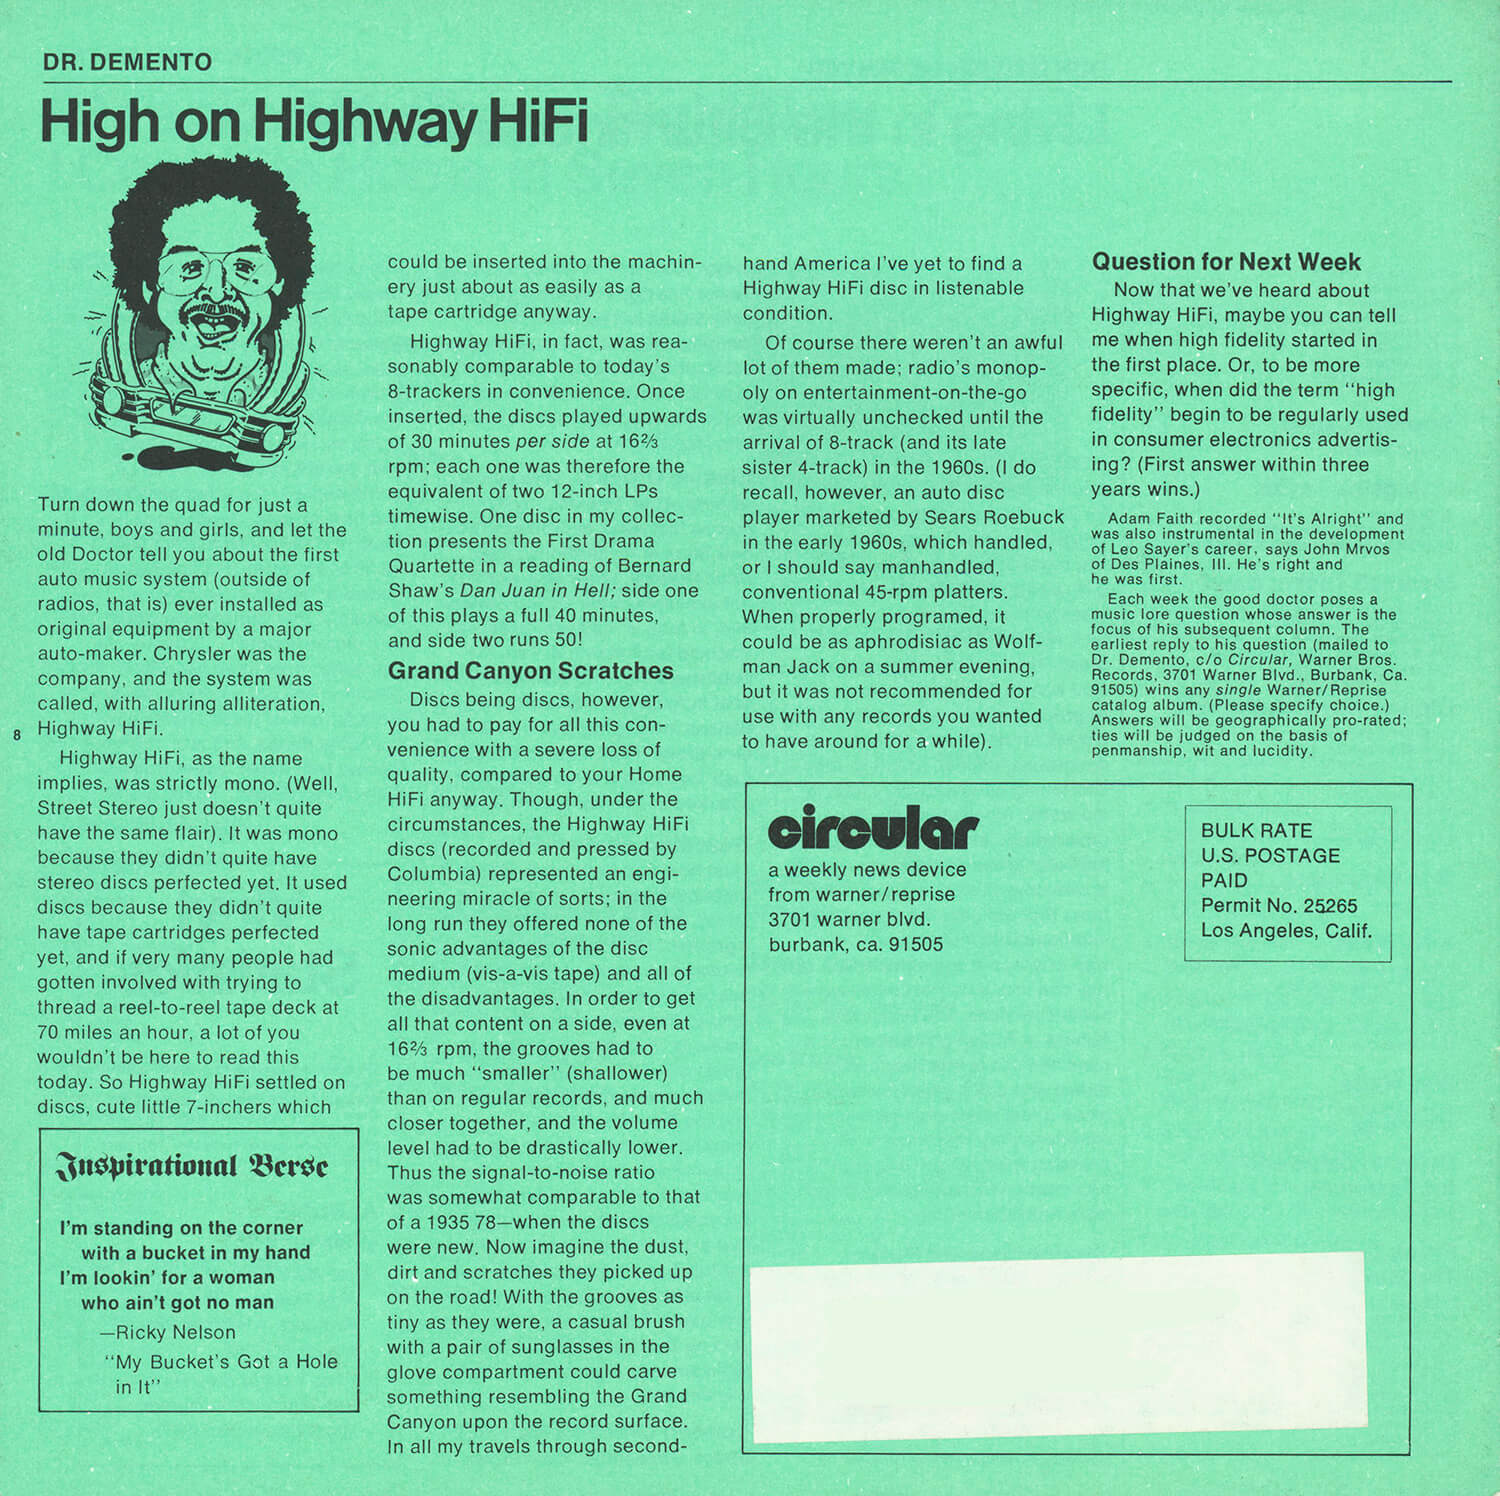 DR. DEMENTO
High on Highway HiFi
Turn down the quad for just a
minute, boys and girls, and let the
old Doctor tell you about the first
auto music system (outside of
radios, that is) ever installed as
original equipment by a major
auto-maker. Chrysler was the
company, and the system was
called, with alluring alliteration,
Highway HiFi.
Highway HiFi, as the name
implies, was strictly mono. (Well,
Street Stereo just doesn't quite
have the same flair). It was mono
because they didn't quite have
stereo discs perfected yet. It used
discs because they didn't quite
have tape cartridges perfected
yet, and if very many people had
gotten involved with trying to
thread a reel-to-reel tape deck at
70 miles an hour, a lot of you
wouldn't be here to read this
today. So Highway HiFi settled on
discs, cute little 7-inchers which
8
Inspirational Verse
I'm standing on the corner
with a bucket in my hand
I'm lookin' for a woman
who ain't got no man
—Ricky Nelson
"My Bucket's Got a Hole
in It"
could be inserted into the machin-
ery just about as easily as a
tape cartridge anyway.
Highway HiFi, in fact, was rea-
sonably comparable to today's
8-trackers in convenience. Once
inserted, the discs played upwards
of 30 minutes per side at 16⅔
rpm; each one was therefore the
equivalent of two 12-inch LPs
timewise. One disc in my collec-
tion presents the First Drama
Quartette in a reading of Bernard
Shaw's Dan Juan in Hell; side one
of this plays a full 40 minutes,
and side two runs 50!
Grand Canyon Scratches
Discs being discs, however,
you had to pay for all this con-
venience with a severe loss of
quality, compared to your Home
HiFi anyway. Though, under the
circumstances, the Highway HiFi
discs (recorded and pressed by
Columbia) represented an engi-
neering miracle of sorts; in the
long run they offered none of the
sonic advantages of the disc
medium (vis-a-vis tape) and all of
the disadvantages. In order to get
all that content on a side, even at
16⅔ rpm, the grooves had to
be much "smaller" (shallower)
than on regular records, and much
closer together, and the volume
level had to be drastically lower.
Thus the signal-to-noise ratio
was somewhat comparable to that
of a 1935 78—when the discs
were new. Now imagine the dust,
dirt and scratches they picked up
on the road! With the grooves as
tiny as they were, a casual brush
with a pair of sunglasses in the
glove compartment could carve
something resembling the Grand
Canyon upon the record surface.
In all my travels through second-
hand America I've yet to find a
Highway HiFi disc in listenable
condition.
Of course there weren't an awful
lot of them made; radio's monop-
oly on entertainment-on-the-go
was virtually unchecked until the
arrival of 8-track (and its late
sister 4-track) in the 1960s. (I do
recall, however, an auto disc
player marketed by Sears Roebuck
in the early 1960s, which handled,
or I should say manhandled,
conventional 45-rpm platters.
When properly programed, it
could be as aphrodisiac as Wolf-
man Jack on a summer evening,
but it was not recommended for
use with any records you wanted
to have around for a while).
Question for Next Week
Now that we've heard about
Highway HiFi, maybe you can tell
me when high fidelity started in
the first place. Or, to be more
specific, when did the term "high
fidelity" begin to be regularly used
in consumer electronics advertis-
ing? (First answer within three
years wins.)
Adam Faith recorded "It's Alright" and
was also instrumental in the development
of Leo Sayer's career, says John Mrvos
of Des Plaines, Ill. He's right and
he was first.
Each week the good doctor poses a
music lore question whose answer is the
focus of his subsequent column. The
earliest reply to his question (mailed to
Dr. Demento, c/o Circular, Warner Bros.
Records, 3701 Warner Blvd., Burbank, Ca.
91505) wins any single Warner/Reprise
catalog album. (Please specify choice.)
Answers will be geographically pro-rated;
ties will be judged on the basis of
penmanship, wit and lucidity.
circular
a weekly news device
from warner/reprise
3701 warner blvd.
burbank, ca. 91505
BULK RATE
U.S. POSTAGE
PAID
Permit No. 25265
Los Angeles, Calif.